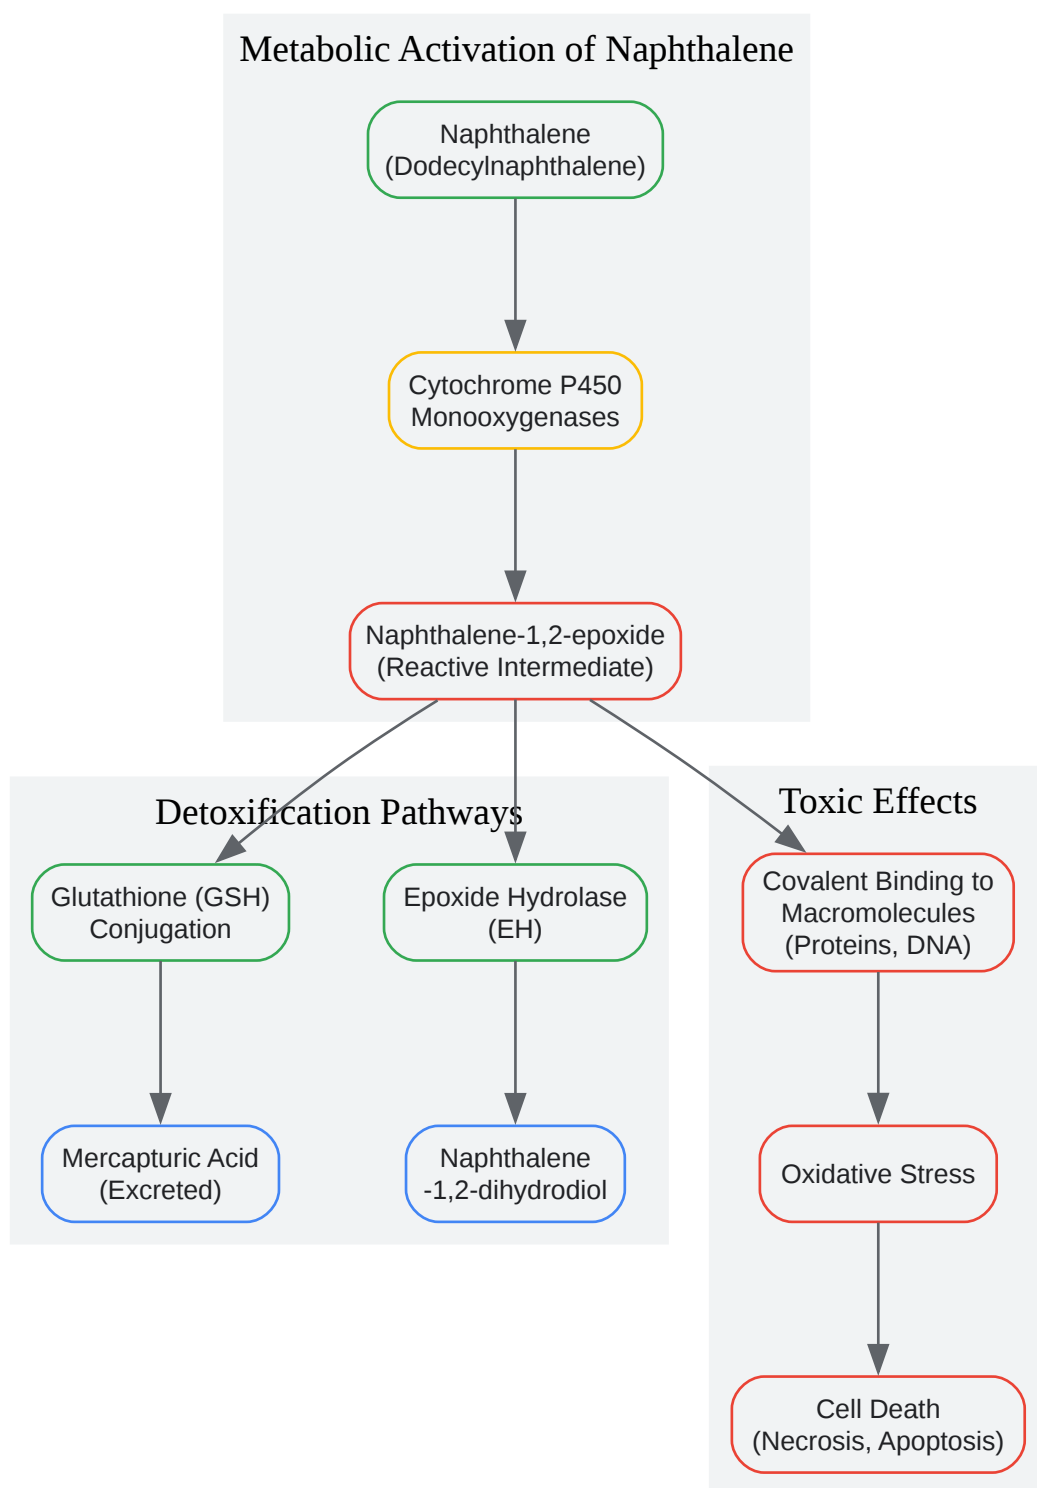 Metabolic Activation of Naphthalene
Naphthalene
(Dodecylnaphthalene)
Cytochrome P450
Monooxygenases
Naphthalene-1,2-epoxide
(Reactive Intermediate)
Detoxification Pathways
Glutathione (GSH)
Conjugation
Epoxide Hydrolase
(EH)
Mercapturic Acid
(Excreted)
Naphthalene
-1,2-dihydrodiol
Toxic Effects
Covalent Binding to
Macromolecules
(Proteins, DNA)
Oxidative Stress
Cell Death
(Necrosis, Apoptosis)